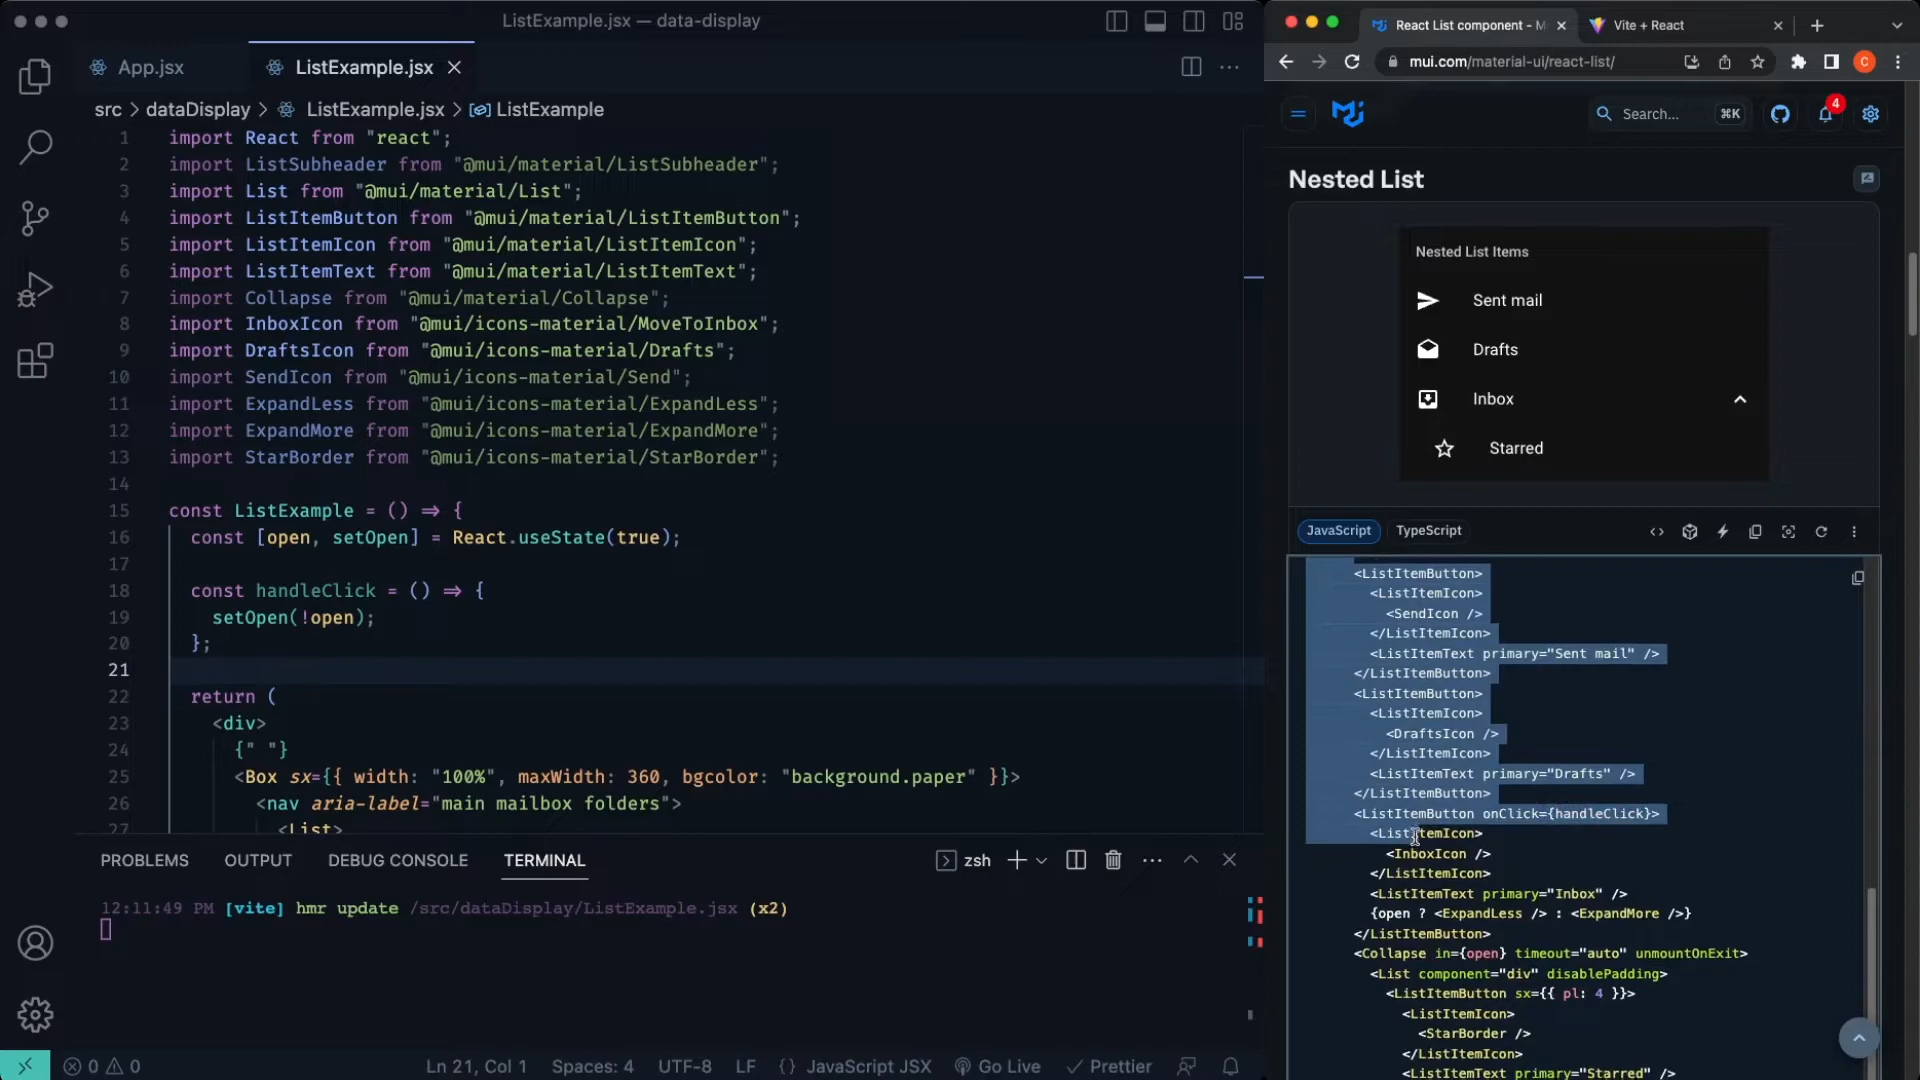 ListExample.jsx — data-display
App.jsx
ListExample.jsx
src > dataDisplay > ListExample.jsx > ListExample
1 import React from "react";
2 import ListSubheader from "@mui/material/ListSubheader";
3 import List from "@mui/material/List";
4 import ListItemButton from "@mui/material/ListItemButton";
5 import ListItemIcon from "@mui/material/ListItemIcon";
6 import ListItemText from "@mui/material/ListItemText";
7 import Collapse from "@mui/material/Collapse";
8 import InboxIcon from "@mui/icons-material/MoveToInbox";
9 import DraftsIcon from "@mui/icons-material/Drafts";
10 import SendIcon from "@mui/icons-material/Send";
11 import ExpandLess from "@mui/icons-material/ExpandLess";
12 import ExpandMore from "@mui/icons-material/ExpandMore";
13 import StarBorder from "@mui/icons-material/StarBorder";
14
15 const ListExample = () => {
16 const [open, setOpen] = React.useState(true);
17
18 const handleClick = () => {
19 setOpen(!open);
20 };
21
22 return (
23 <div>
24 {" "}
25 <Box sx={{ width: "100%", maxWidth: 360, bgcolor: "background.paper" }}>
26 <nav aria-label="main mailbox folders">
27 <List>
PROBLEMS OUTPUT DEBUG CONSOLE TERMINAL zsh
12:11:49 PM [vite] hmr update /src/dataDisplay/ListExample.jsx (x2)
0 0 Ln 21, Col 1 Spaces: 4 UTF-8 LF {} JavaScript JSX Go Live Prettier
React List component - M
Vite + React
C
mui.com/material-ui/react-list/
Search... ⌘K
4
Nested List
Nested List Items
Sent mail
Drafts
Inbox
Starred
JavaScript TypeScript
<ListItemButton>
<ListItemIcon>
<SendIcon />
</ListItemIcon>
<ListItemText primary="Sent mail" />
</ListItemButton>
<ListItemButton>
<ListItemIcon>
<DraftsIcon />
</ListItemIcon>
<ListItemText primary="Drafts" />
</ListItemButton>
<ListItemButton onClick={handleClick}>
<ListItemIcon>
<InboxIcon />
</ListItemIcon>
<ListItemText primary="Inbox" />
{open ? <ExpandLess /> : <ExpandMore />}
</ListItemButton>
<Collapse in={open} timeout="auto" unmountOnExit>
<List component="div" disablePadding>
<ListItemButton sx={{ pl: 4 }}>
<ListItemIcon>
<StarBorder />
</ListItemIcon>
<ListItemText primary="Starred" />